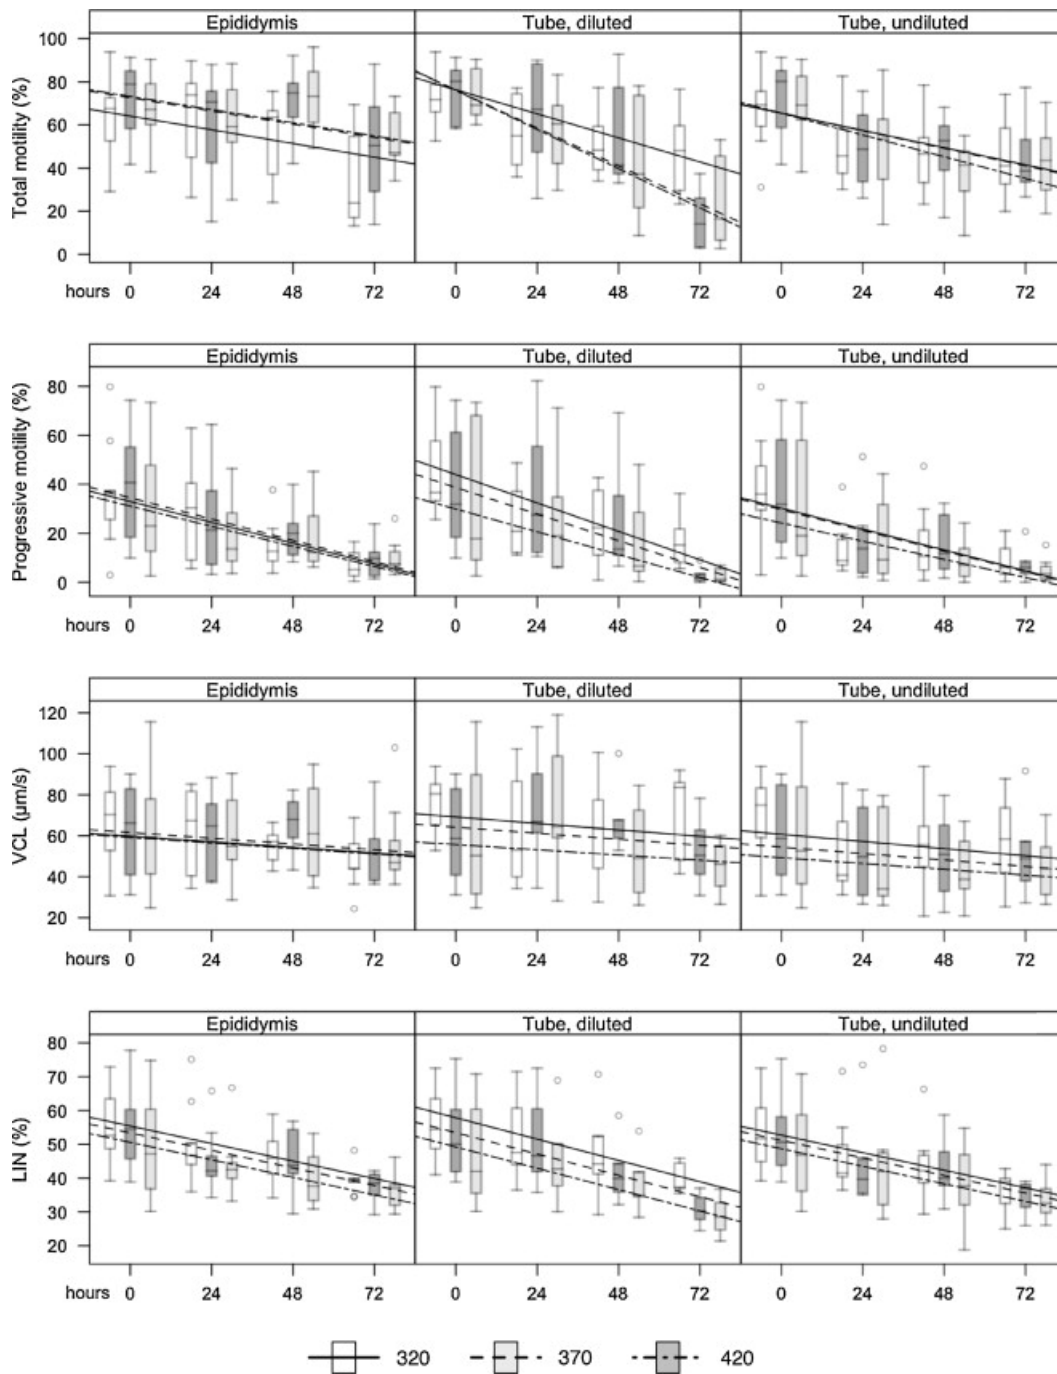 Epididymis Tube, diluted Tube, undiluted
Total motility (%)
100
80
60
40
20
0
hours 0 24 48 72 0 24 48 72 0 24 48 72
Epididymis Tube, diluted Tube, undiluted
Progressive motility (%)
80
60
40
20
0
hours 0 24 48 72 0 24 48 72 0 24 48 72
Epididymis Tube, diluted Tube, undiluted
VCL (µm/s)
120
100
80
60
40
20
hours 0 24 48 72 0 24 48 72 0 24 48 72
Epididymis Tube, diluted Tube, undiluted
LIN (%)
80
70
60
50
40
30
20
hours 0 24 48 72 0 24 48 72 0 24 48 72
320 370 420